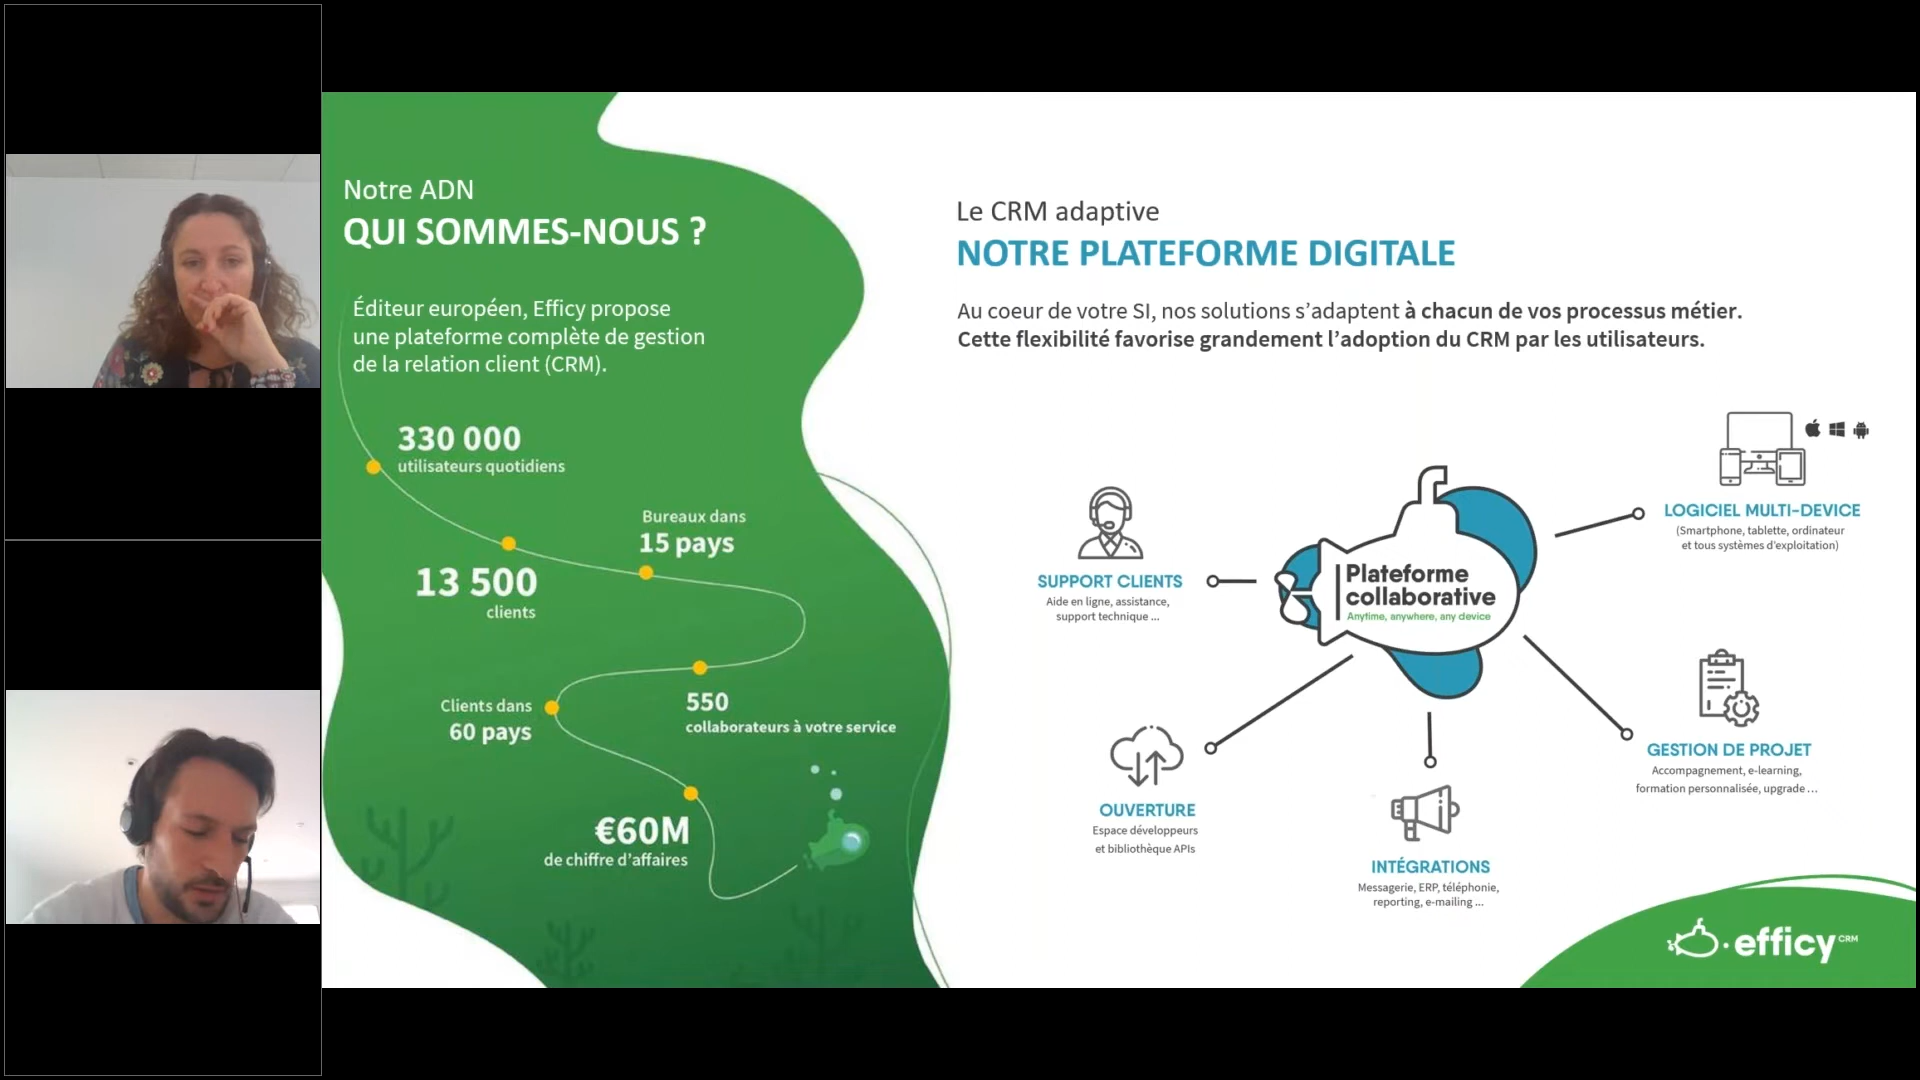 Notre ADN
QUI SOMMES-NOUS ?
Éditeur européen, Efficy propose
une plateforme complète de gestion
de la relation client (CRM).
330 000
utilisateurs quotidiens
Bureaux dans
15 pays
13 500
clients
Clients dans
60 pays
550
collaborateurs à votre service
€60M
de chiffre d'affaires
Le CRM adaptive
NOTRE PLATEFORME DIGITALE
Au coeur de votre SI, nos solutions s'adaptent à chacun de vos processus métier.
Cette flexibilité favorise grandement l'adoption du CRM par les utilisateurs.
LOGICIEL MULTI-DEVICE
(Smartphone, tablette, ordinateur
et tous systèmes d'exploitation)
SUPPORT CLIENTS
Aide en ligne, assistance,
support technique ...
Plateforme
collaborative
Anytime, anywhere, any device
GESTION DE PROJET
Accompagnement, e-learning,
formation personnalisée, upgrade ...
OUVERTURE
Espace développeurs
et bibliothèque APIs
INTÉGRATIONS
Messagerie, ERP, téléphonie,
reporting, e-mailing ...
efficy CRM